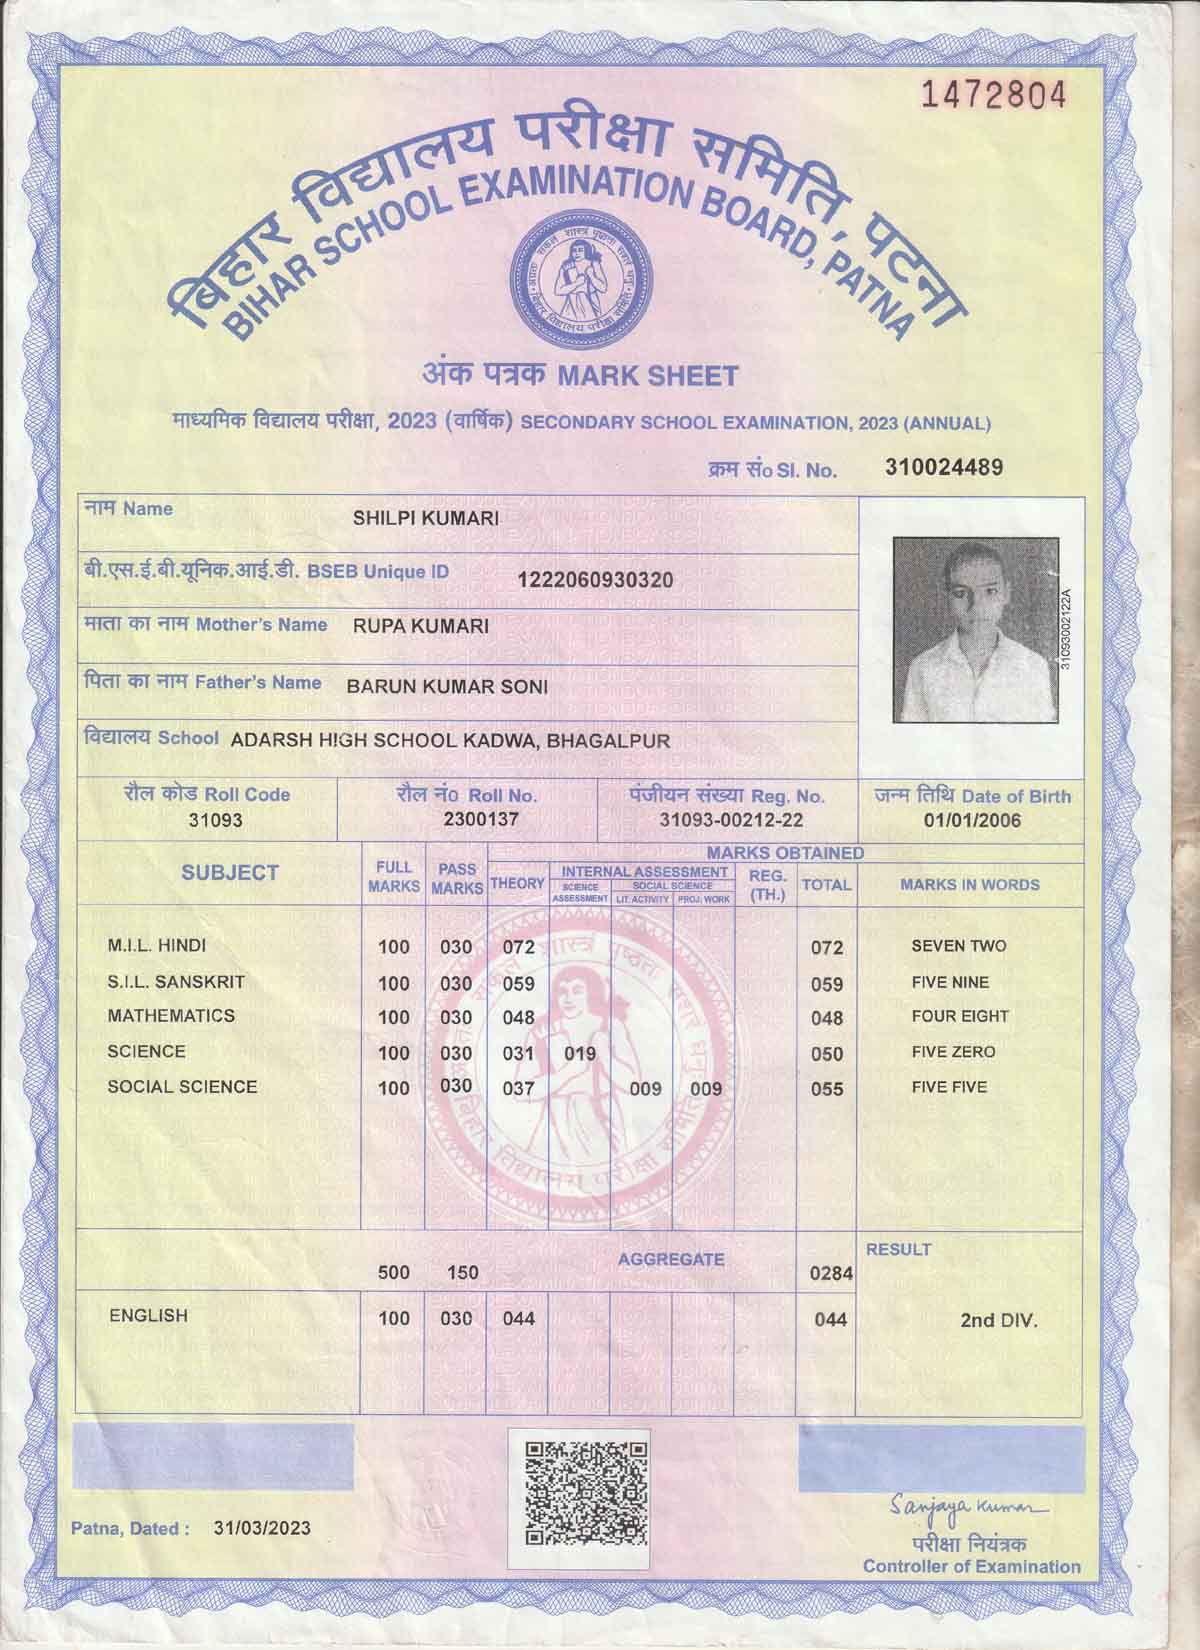 1472804
बिहार विद्यालय परीक्षा समिति, पटना
BIHAR SCHOOL EXAMINATION BOARD, PATNA
अंक पत्रक MARK SHEET
माध्यमिक विद्यालय परीक्षा, 2023 (वार्षिक) SECONDARY SCHOOL EXAMINATION, 2023 (ANNUAL)
क्रम सं० Sl. No. 310024489
नाम Name SHILPI KUMARI
बी.एस.ई.बी.यूनिक.आई.डी. BSEB Unique ID 1222060930320
माता का नाम Mother's Name RUPA KUMARI
पिता का नाम Father's Name BARUN KUMAR SONI
विद्यालय School ADARSH HIGH SCHOOL KADWA, BHAGALPUR
31093002122A
रौल कोड Roll Code रौल नं० Roll No. पंजीयन संख्या Reg. No. जन्म तिथि Date of Birth
31093 2300137 31093-00212-22 01/01/2006
SUBJECT FULL MARKS PASS MARKS MARKS OBTAINED
THEORY INTERNAL ASSESSMENT REG. (TH.) TOTAL MARKS IN WORDS
SCIENCE ASSESSMENT SOCIAL SCIENCE
LIT. ACTIVITY PROJ. WORK
M.I.L. HINDI 100 030 072 072 SEVEN TWO
S.I.L. SANSKRIT 100 030 059 059 FIVE NINE
MATHEMATICS 100 030 048 048 FOUR EIGHT
SCIENCE 100 030 031 019 050 FIVE ZERO
SOCIAL SCIENCE 100 030 037 009 009 055 FIVE FIVE
बिहार विद्यालय परीक्षा समिति
AGGREGATE RESULT
500 150 0284
ENGLISH 100 030 044 044 2nd DIV.
Sanjaya Kumar
Patna, Dated : 31/03/2023
परीक्षा नियंत्रक
Controller of Examination